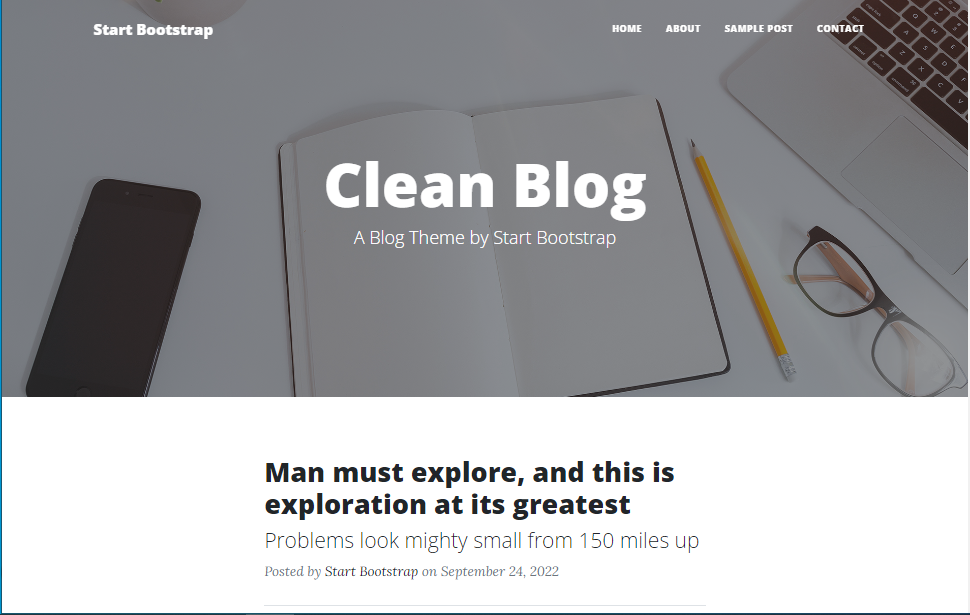 Start Bootstrap
HOME ABOUT SAMPLE POST CONTACT
Clean Blog
A Blog Theme by Start Bootstrap
Man must explore, and this is
exploration at its greatest
Problems look mighty small from 150 miles up
Posted by Start Bootstrap on September 24, 2022